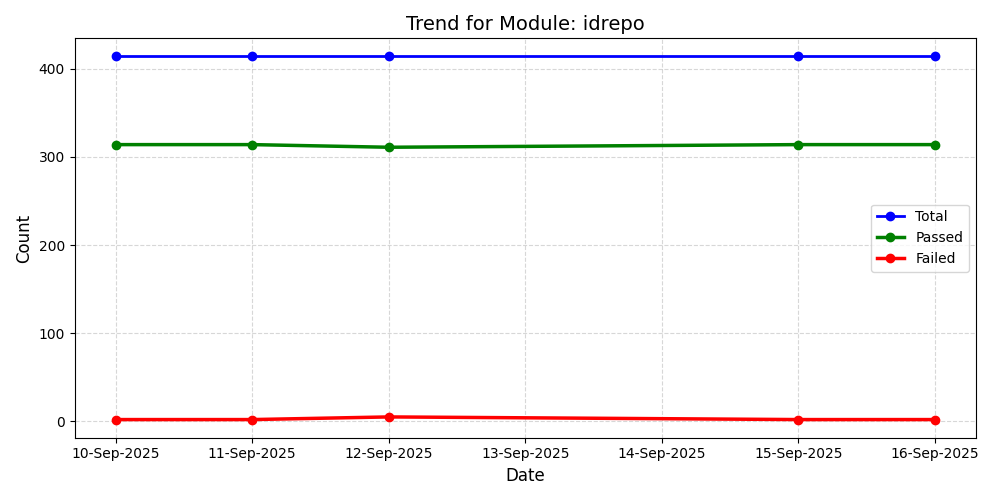 Trend for Module: idrepo
Count
400
300
200
100
0
Total
Passed
Failed
10-Sep-2025
11-Sep-2025
12-Sep-2025
13-Sep-2025
14-Sep-2025
15-Sep-2025
16-Sep-2025
Date